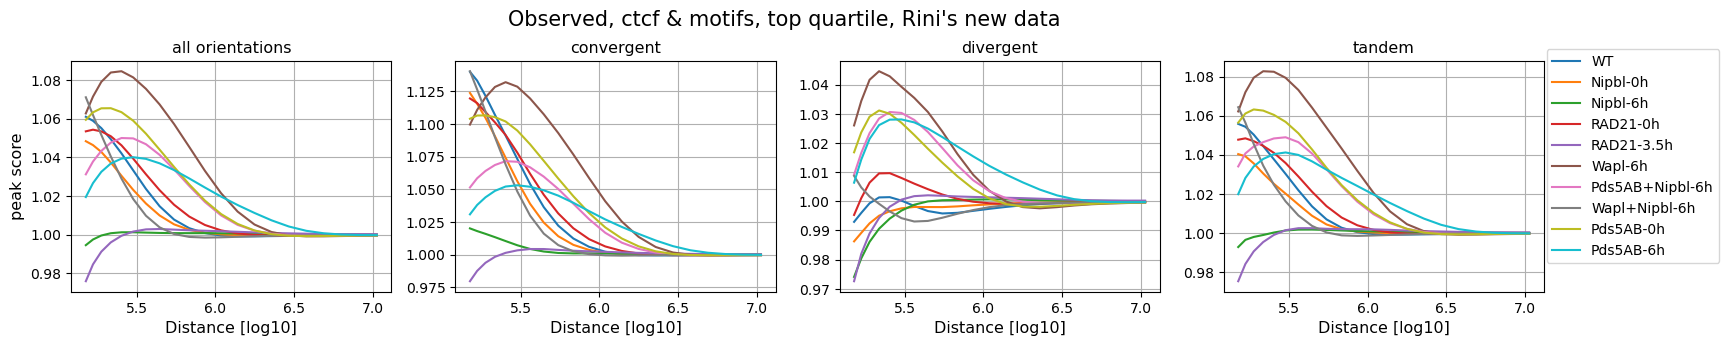 Observed, ctcf & motifs, top quartile, Rini's new data
all orientations
peak score
1.08
1.06
1.04
1.02
1.00
0.98
5.5
6.0
6.5
7.0
Distance [log10]
convergent
1.125
1.100
1.075
1.050
1.025
1.000
0.975
5.5
6.0
6.5
7.0
Distance [log10]
divergent
1.04
1.03
1.02
1.01
1.00
0.99
0.98
0.97
5.5
6.0
6.5
7.0
Distance [log10]
tandem
1.08
1.06
1.04
1.02
1.00
0.98
5.5
6.0
6.5
7.0
Distance [log10]
WT
Nipbl-0h
Nipbl-6h
RAD21-0h
RAD21-3.5h
Wapl-6h
Pds5AB+Nipbl-6h
Wapl+Nipbl-6h
Pds5AB-0h
Pds5AB-6h